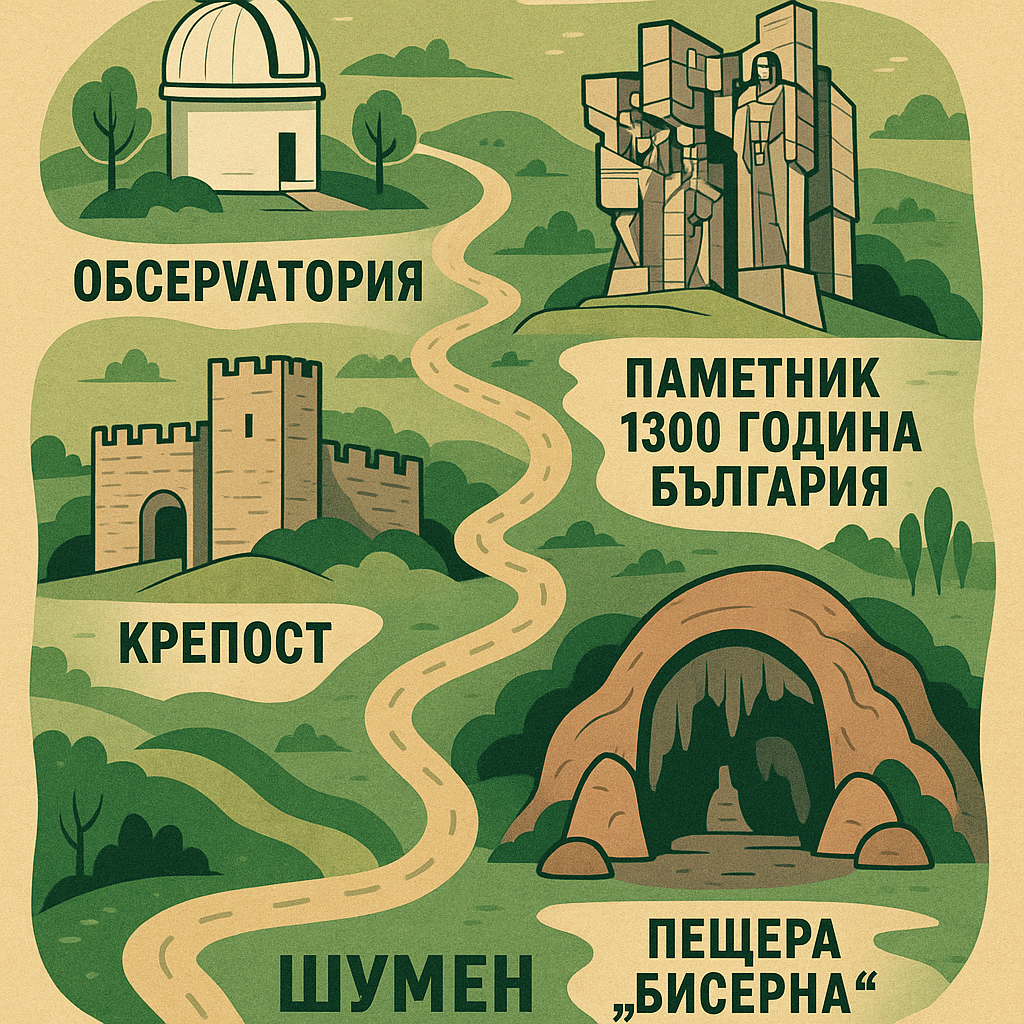 ОБСЕРVАТОРИЯ
ПАМЕТНИК
1300 ГОДИНА
БЪЛГАРИЯ
КРЕПОСТ
ПЕЩЕРА
„БИСЕРНА“
ШУМЕН